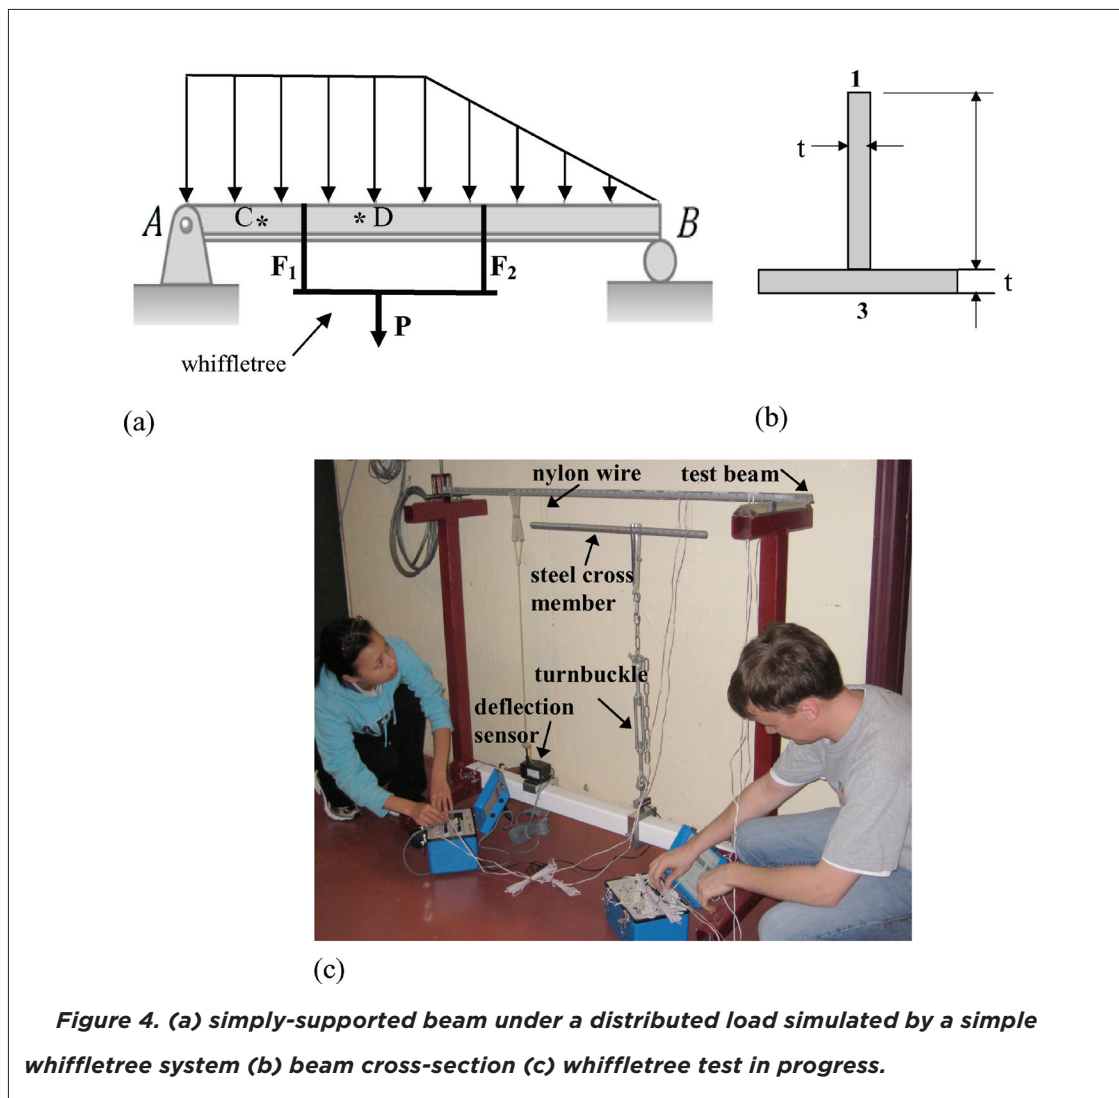 A
C*
*D
B
F₁
F₂
P
whiffletree
(a)
1
t
t
3
(b)
nylon wire
test beam
steel cross
member
turnbuckle
deflection
sensor
(c)
Figure 4. (a) simply-supported beam under a distributed load simulated by a simple
whiffletree system (b) beam cross-section (c) whiffletree test in progress.